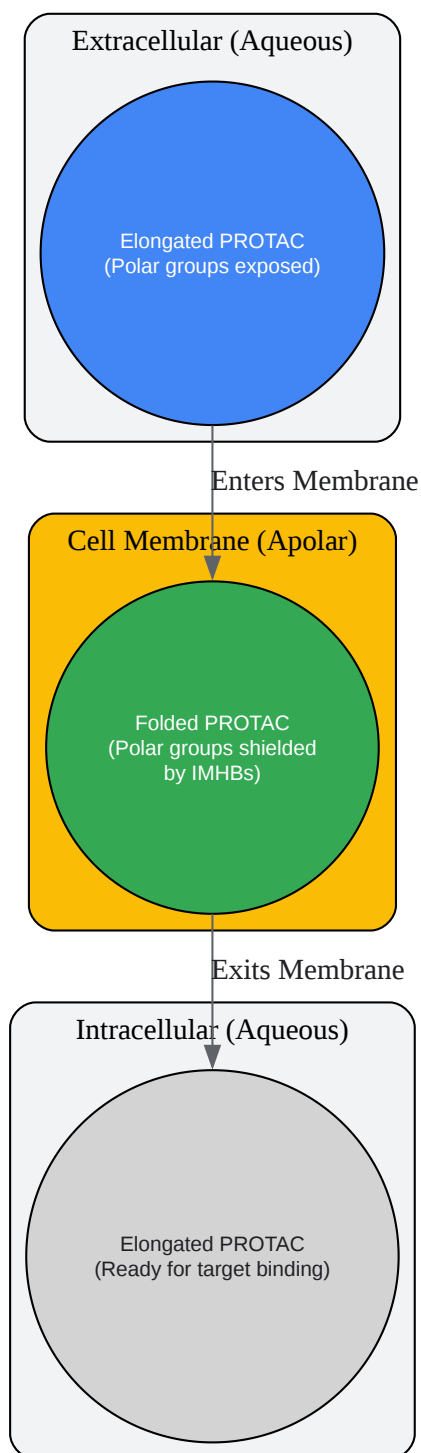 Extracellular (Aqueous)
Elongated PROTAC
(Polar groups exposed)
Enters Membrane
Cell Membrane (Apolar)
Folded PROTAC
(Polar groups shielded
by IMHBs)
Exits Membrane
Intracellular (Aqueous)
Elongated PROTAC
(Ready for target binding)